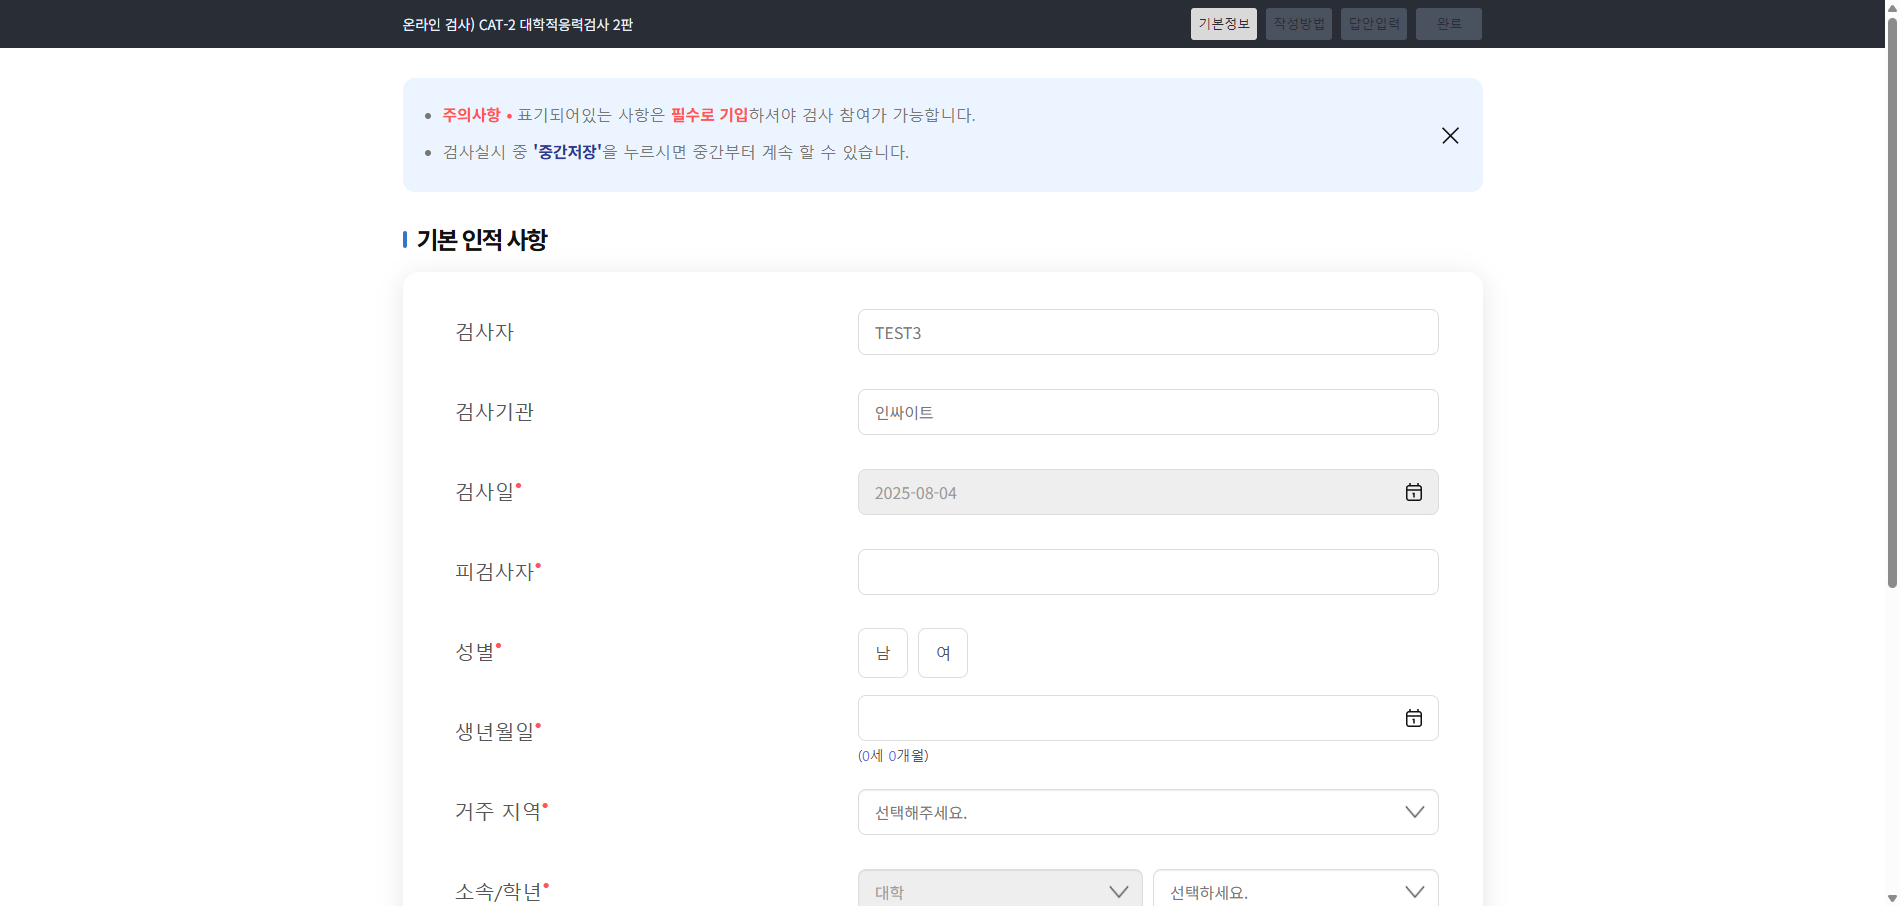 온라인 검사) CAT-2 대학적응력검사 2판
기본정보
작성방법
답안입력
완료
주의사항 • 표기되어있는 사항은 필수로 기입하셔야 검사 참여가 가능합니다.
검사실시 중 '중간저장'을 누르시면 중간부터 계속 할 수 있습니다.
기본 인적 사항
검사자
TEST3
검사기관
인싸이트
검사일•
2025-08-04
피검사자•
성별•
남
여
생년월일•
(0세 0개월)
거주 지역•
선택해주세요.
소속/학년•
대학
선택하세요.